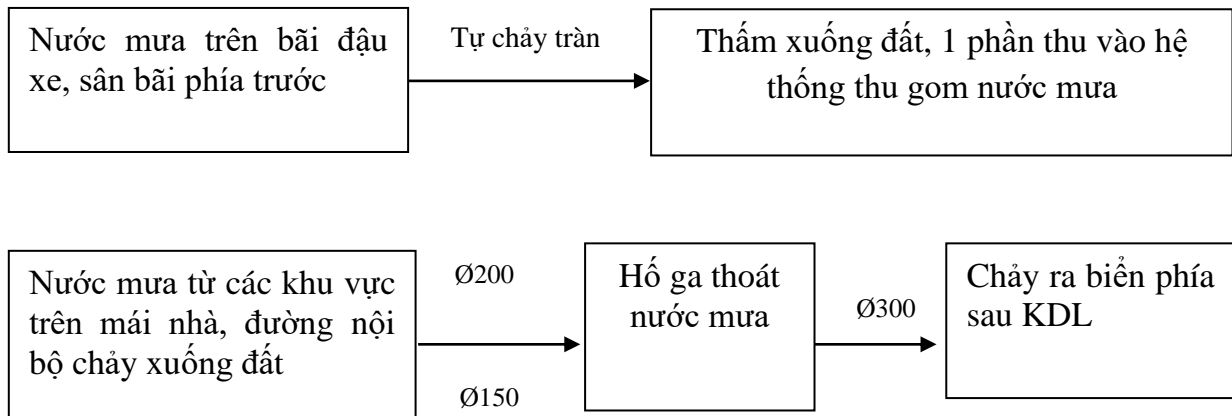 Nước mưa trên bãi đậu
xe, sân bãi phía trước
Tự chảy tràn
Thấm xuống đất, 1 phần thu vào hệ
thống thu gom nước mưa
Nước mưa từ các khu vực
trên mái nhà, đường nội
bộ chảy xuống đất
Ø200
Ø150
Hố ga thoát
nước mưa
Ø300
Chảy ra biển phía
sau KDL